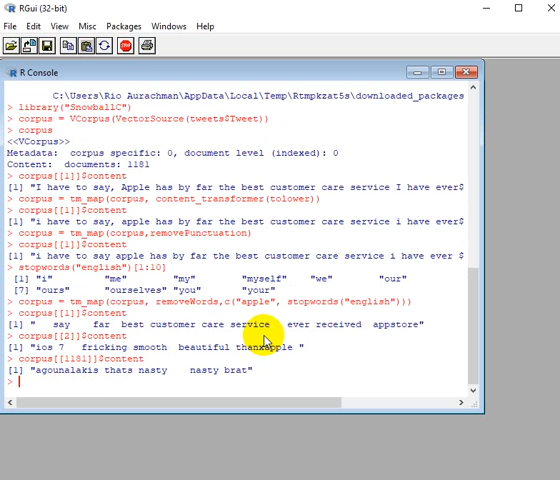 RGui (32-bit)
File Edit View Misc Packages Windows Help
STOP
R Console
C:\Users\Rio Aurachman\AppData\Local\Temp\Rtmpkzat5s\downloaded_packages
> library("SnowballC")
> corpus = VCorpus(VectorSource(tweets$Tweet))
> corpus
<<VCorpus>>
Metadata:  corpus specific: 0, document level (indexed): 0
Content:  documents: 1181
> corpus[[1]]$content
[1] "I have to say, Apple has by far the best customer care service I have ever$
> corpus = tm_map(corpus, content_transformer(tolower))
> corpus[[1]]$content
[1] "i have to say, apple has by far the best customer care service i have ever$
> corpus = tm_map(corpus,removePunctuation)
> corpus[[1]]$content
[1] "i have to say apple has by far the best customer care service i have ever $
> stopwords("english")[1:10]
[1] "i" "me" "my" "myself" "we" "our"
[7] "ours" "ourselves" "you" "your"
> corpus = tm_map(corpus, removeWords,c("apple", stopwords("english")))
> corpus[[1]]$content
[1] "   say    far  best customer care service   ever received  appstore"
> corpus[[2]]$content
[1] "ios 7   fricking smooth  beautiful thanxapple "
> corpus[[1181]]$content
[1] "agounalakis thats nasty    nasty brat"
>